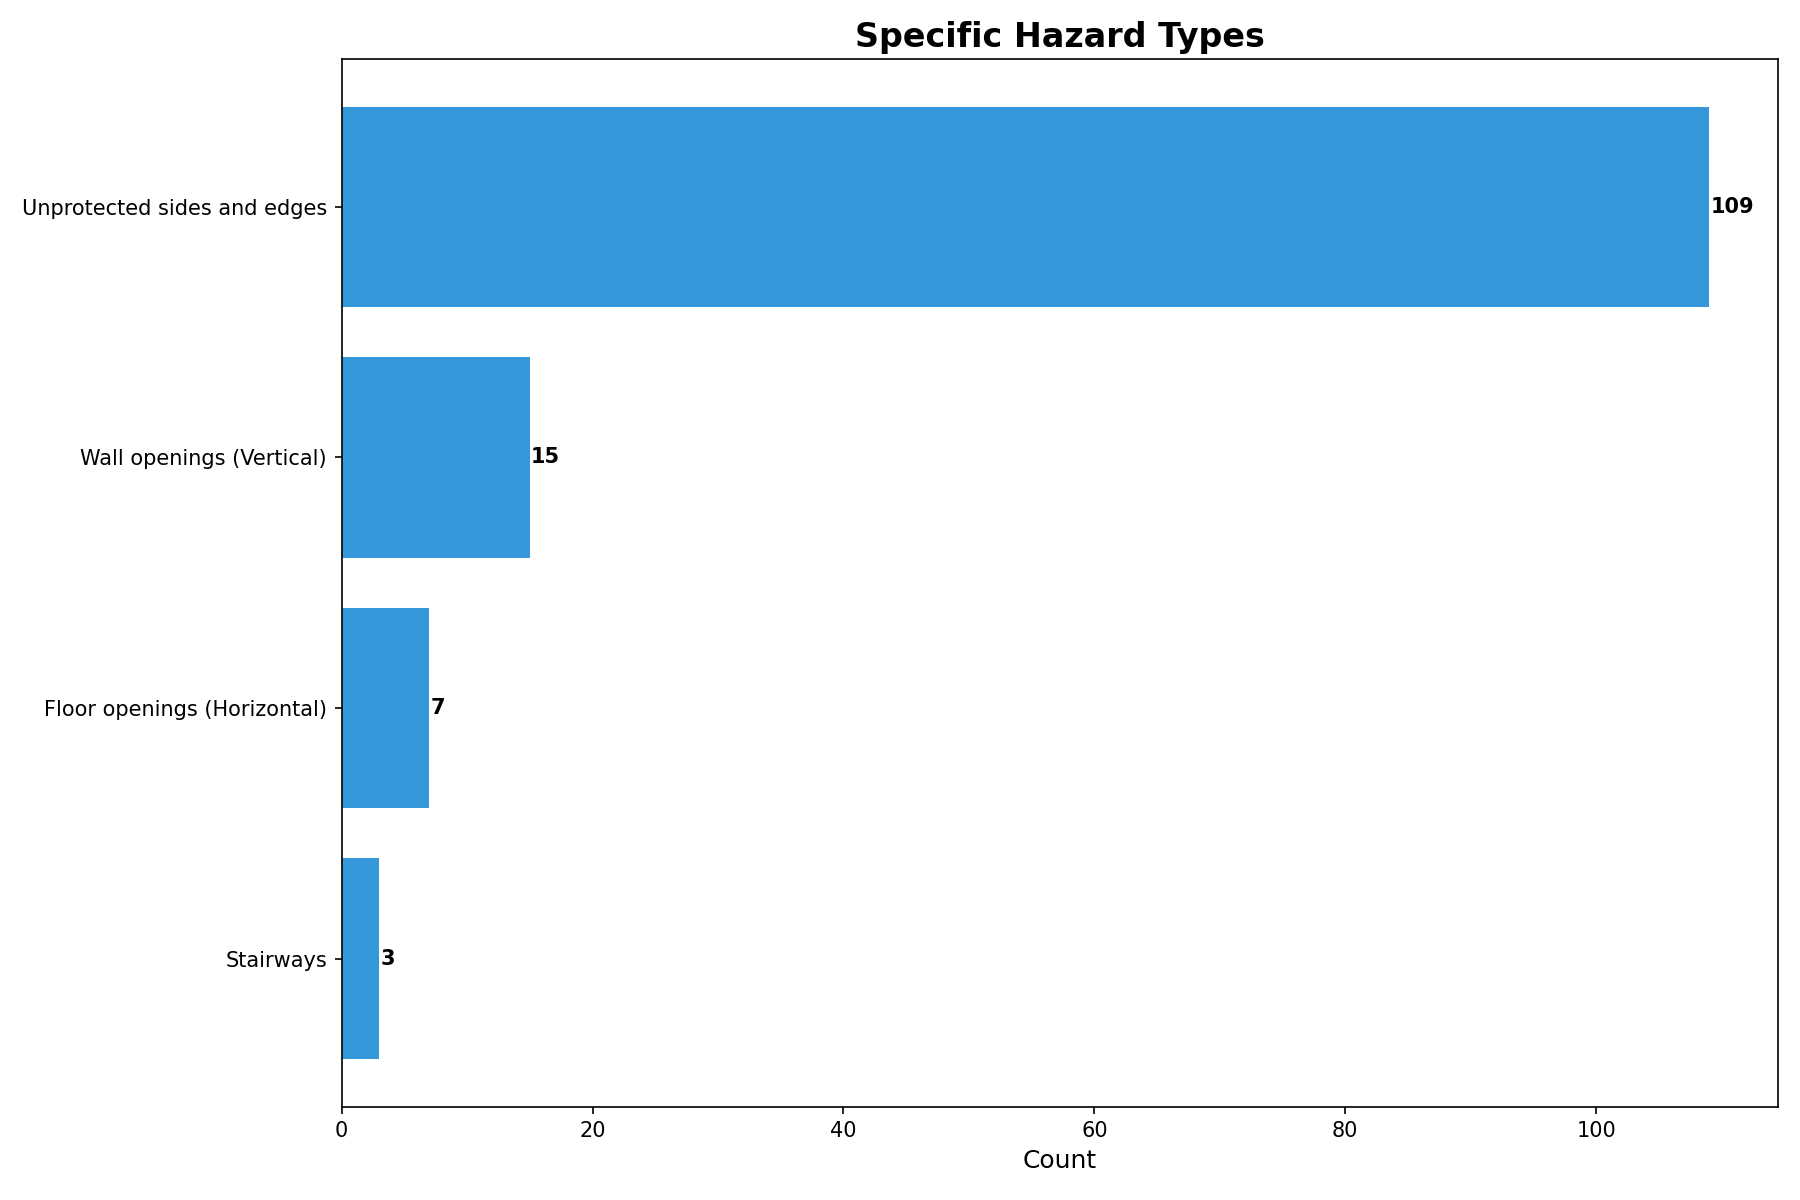 Specific Hazard Types
Unprotected sides and edges
109
Wall openings (Vertical)
15
Floor openings (Horizontal)
7
Stairways
3
0 20 40 60 80 100
Count